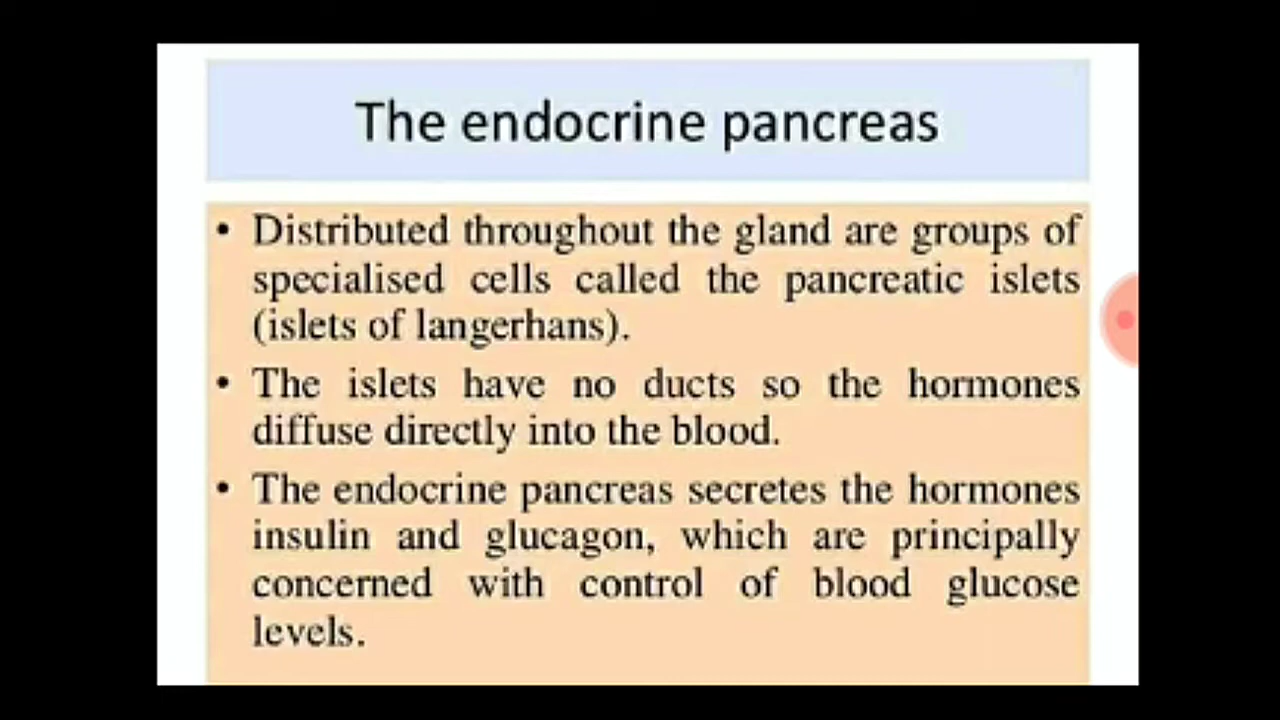 The endocrine pancreas
• Distributed throughout the gland are groups of
specialised cells called the pancreatic islets
(islets of langerhans).
• The islets have no ducts so the hormones
diffuse directly into the blood.
• The endocrine pancreas secretes the hormones
insulin and glucagon, which are principally
concerned with control of blood glucose
levels.